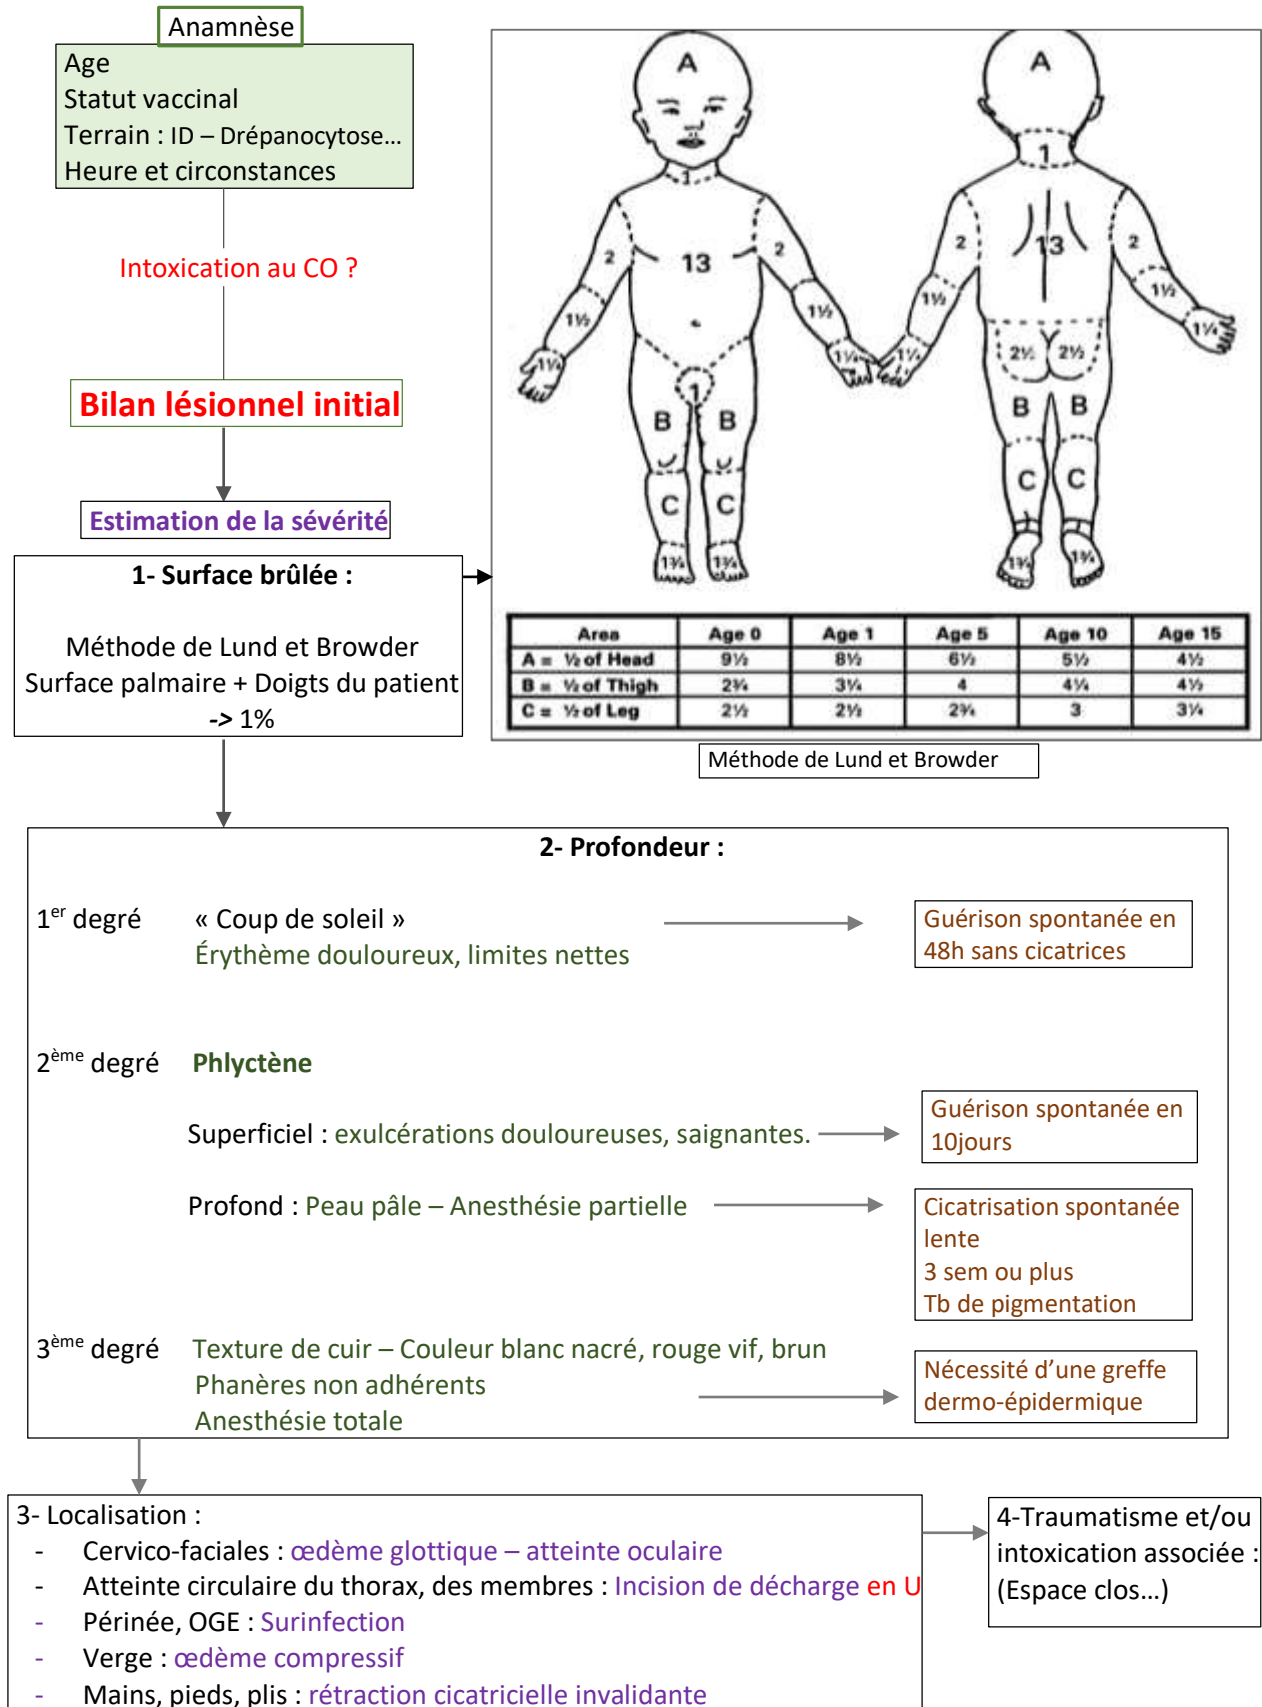 Anamnèse
Age
Statut vaccinal
Terrain : ID – Drépanocytose...
Heure et circonstances
Intoxication au CO ?
Bilan lésionnel initial
Estimation de la sévérité
1- Surface brûlée :
Méthode de Lund et Browder
Surface palmaire + Doigts du patient
-> 1%
A
1
2
13
2
1½
1½
1¼
1¼
1
B
B
C
C
1¾
1¾
A
1
2
13
2
1½
1½
1¼
1¼
2½
2½
B
B
C
C
1¾
1¾
Area Age 0 Age 1 Age 5 Age 10 Age 15
A = ½ of Head 9½ 8½ 6½ 5½ 4½
B = ½ of Thigh 2¾ 3¼ 4 4¼ 4½
C = ½ of Leg 2½ 2½ 2¾ 3 3¼
Méthode de Lund et Browder
2- Profondeur :
1er degré « Coup de soleil »
Érythème douloureux, limites nettes
Guérison spontanée en
48h sans cicatrices
2ème degré Phlyctène
Superficiel : exulcérations douloureuses, saignantes.
Guérison spontanée en
10jours
Profond : Peau pâle – Anesthésie partielle
Cicatrisation spontanée
lente
3 sem ou plus
Tb de pigmentation
3ème degré Texture de cuir – Couleur blanc nacré, rouge vif, brun
Phanères non adhérents
Anesthésie totale
Nécessité d'une greffe
dermo-épidermique
3- Localisation :
- Cervico-faciales : œdème glottique – atteinte oculaire
- Atteinte circulaire du thorax, des membres : Incision de décharge en U
- Périnée, OGE : Surinfection
- Verge : œdème compressif
- Mains, pieds, plis : rétraction cicatricielle invalidante
4-Traumatisme et/ou
intoxication associée :
(Espace clos...)